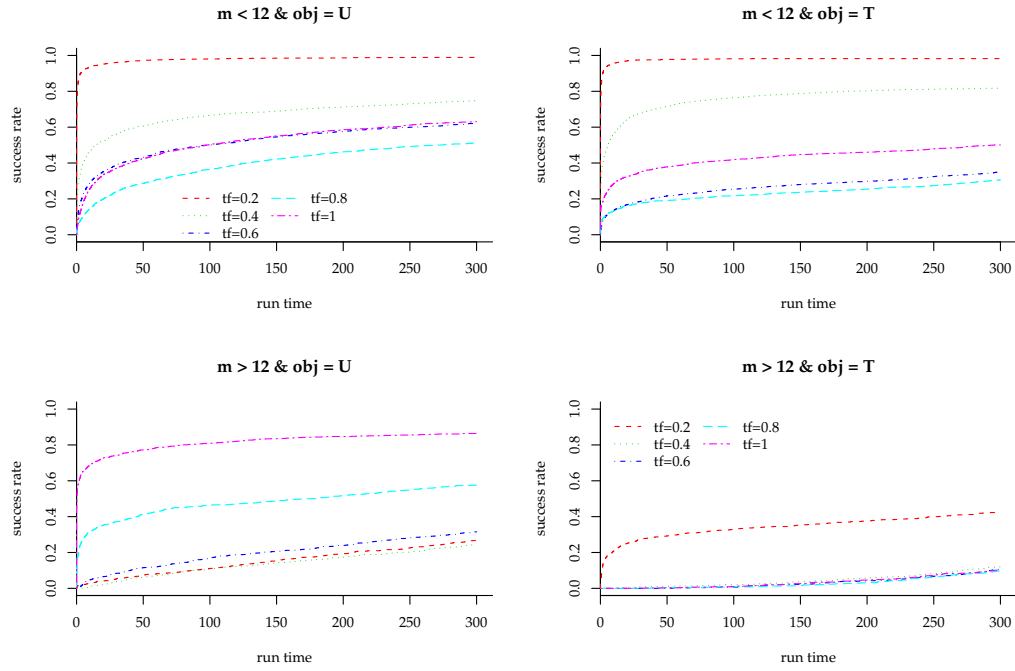 m < 12 & obj = U
success rate
1.0
0.8
0.6
0.4
0.2
0.0
tf=0.2
tf=0.8
tf=0.4
tf=1
tf=0.6
0 50 100 150 200 250 300
run time
m < 12 & obj = T
success rate
1.0
0.8
0.6
0.4
0.2
0.0
0 50 100 150 200 250 300
run time
m > 12 & obj = U
success rate
1.0
0.8
0.6
0.4
0.2
0.0
0 50 100 150 200 250 300
run time
m > 12 & obj = T
success rate
1.0
0.8
0.6
0.4
0.2
0.0
tf=0.2
tf=0.8
tf=0.4
tf=1
tf=0.6
0 50 100 150 200 250 300
run time